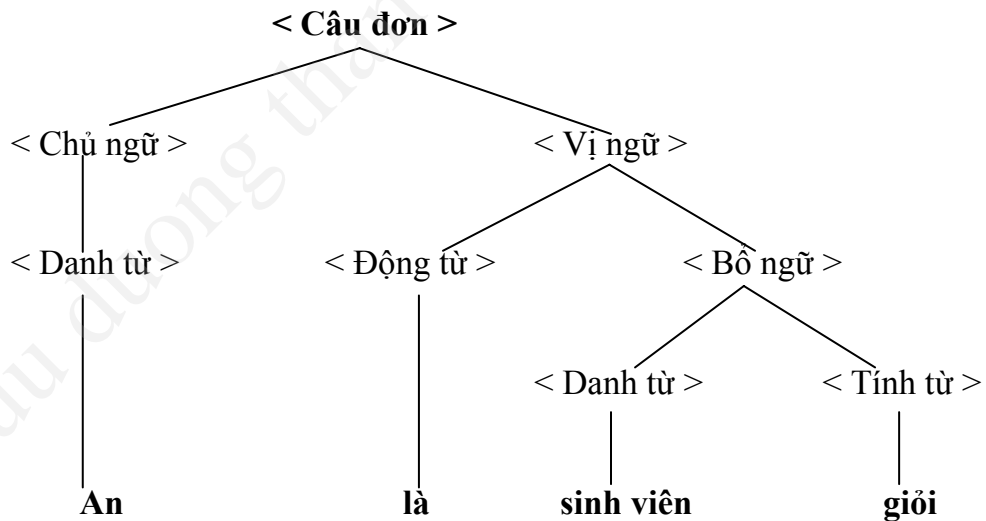 < Câu đơn >
< Chủ ngữ > < Vị ngữ >
< Danh từ > < Động từ > < Bổ ngữ >
< Danh từ > < Tính từ >
An là sinh viên giỏi